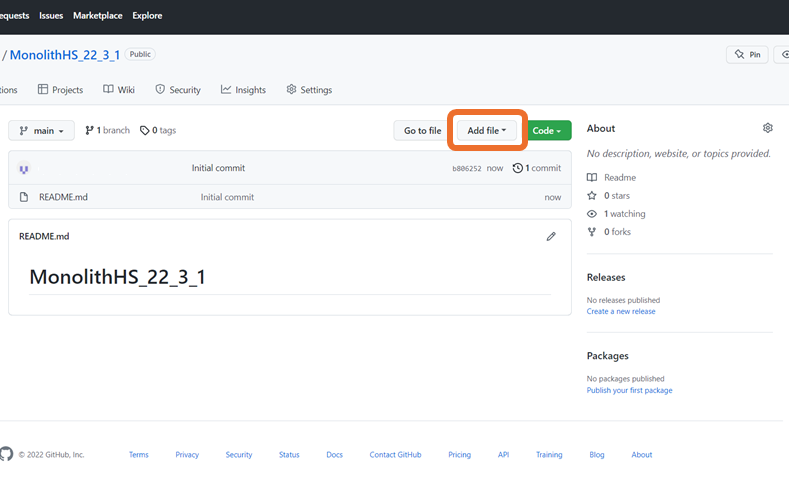 equests Issues Marketplace Explore
/ MonolithHS_22_3_1 Public
Pin
ions Projects Wiki Security Insights Settings
main 1 branch 0 tags
Go to file Add file Code
Initial commit b806252 now 1 commit
README.md Initial commit now
README.md
MonolithHS_22_3_1
About
No description, website, or topics provided.
Readme
0 stars
1 watching
0 forks
Releases
No releases published
Create a new release
Packages
No packages published
Publish your first package
© 2022 GitHub, Inc. Terms Privacy Security Status Docs Contact GitHub Pricing API Training Blog About